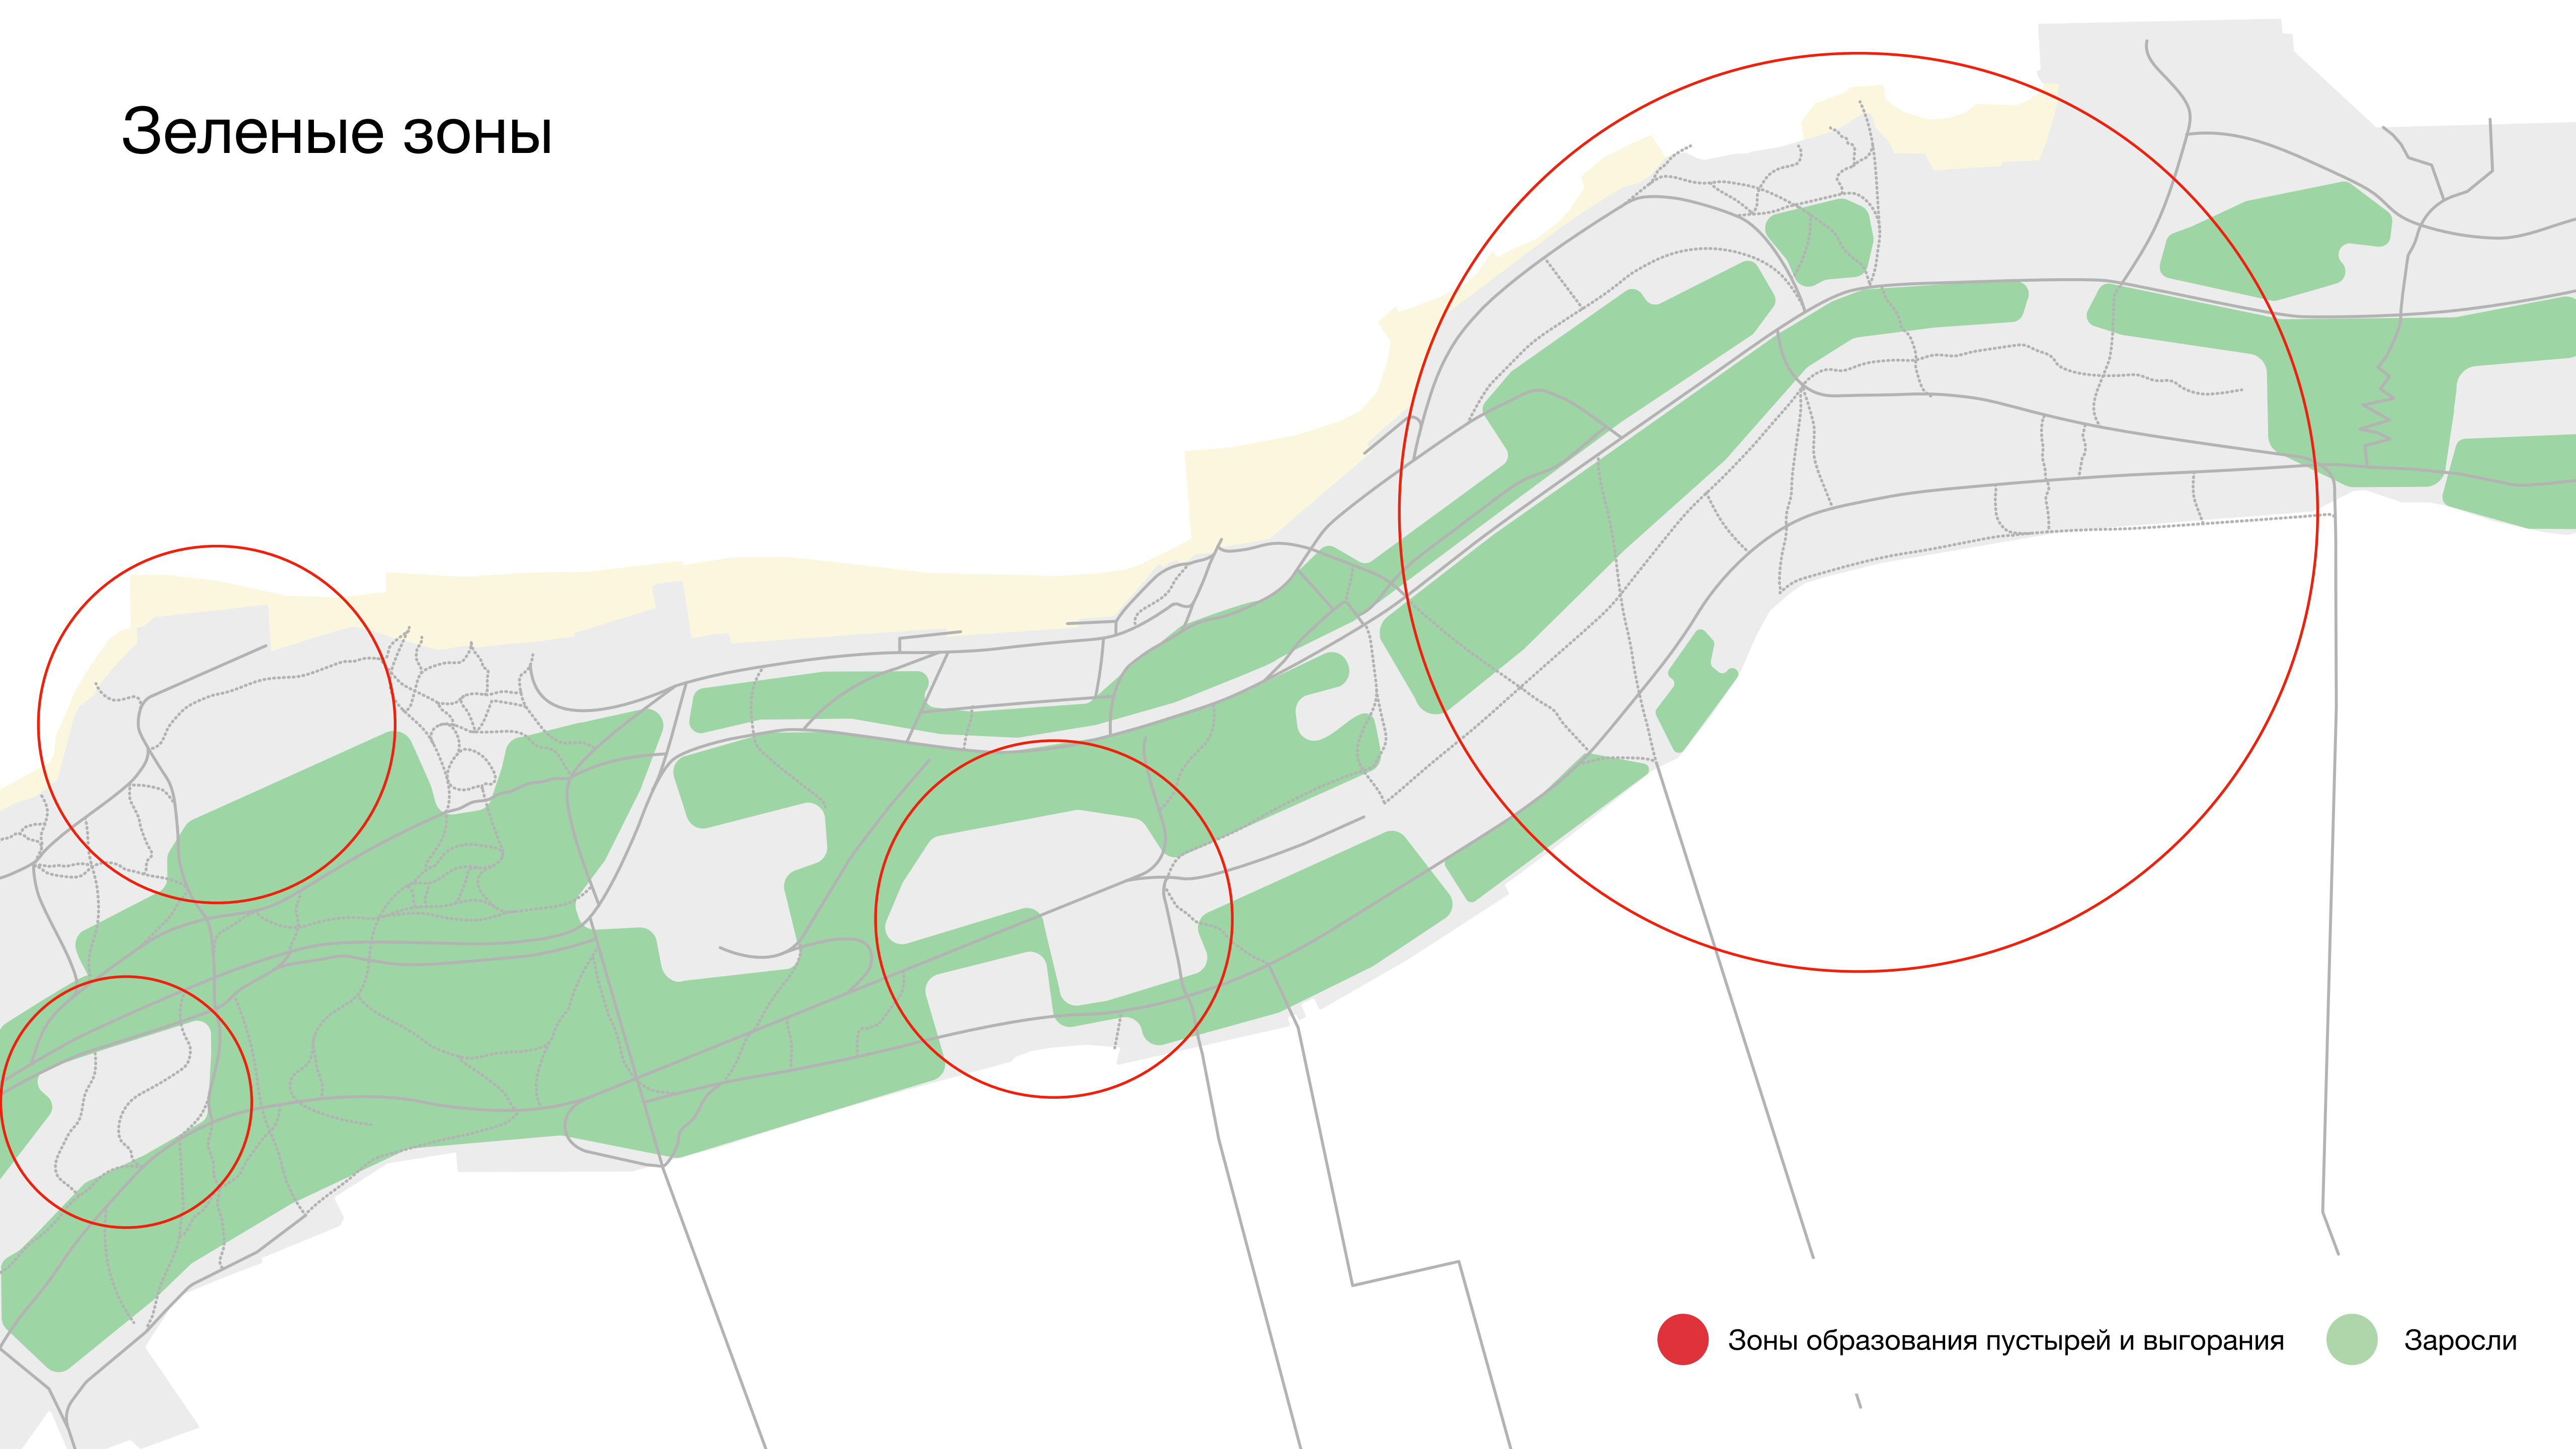 Зеленые зоны
Зоны образования пустырей и выгорания
Заросли